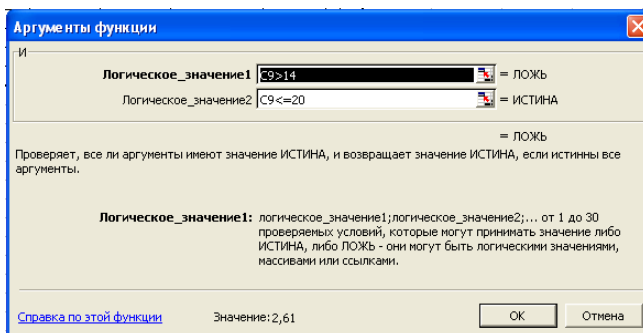 Аргументы функции
И
Логическое_значение1 C9>14 = ЛОЖЬ
Логическое_значение2 C9<=20 = ИСТИНА
= ЛОЖЬ
Проверяет, все ли аргументы имеют значение ИСТИНА, и возвращает значение ИСТИНА, если истинны все
аргументы.
Логическое_значение1: логическое_значение1;логическое_значение2;... от 1 до 30
проверяемых условий, которые могут принимать значение либо
ИСТИНА, либо ЛОЖЬ - они могут быть логическими значениями,
массивами или ссылками.
Справка по этой функции Значение:2,61 ОК Отмена